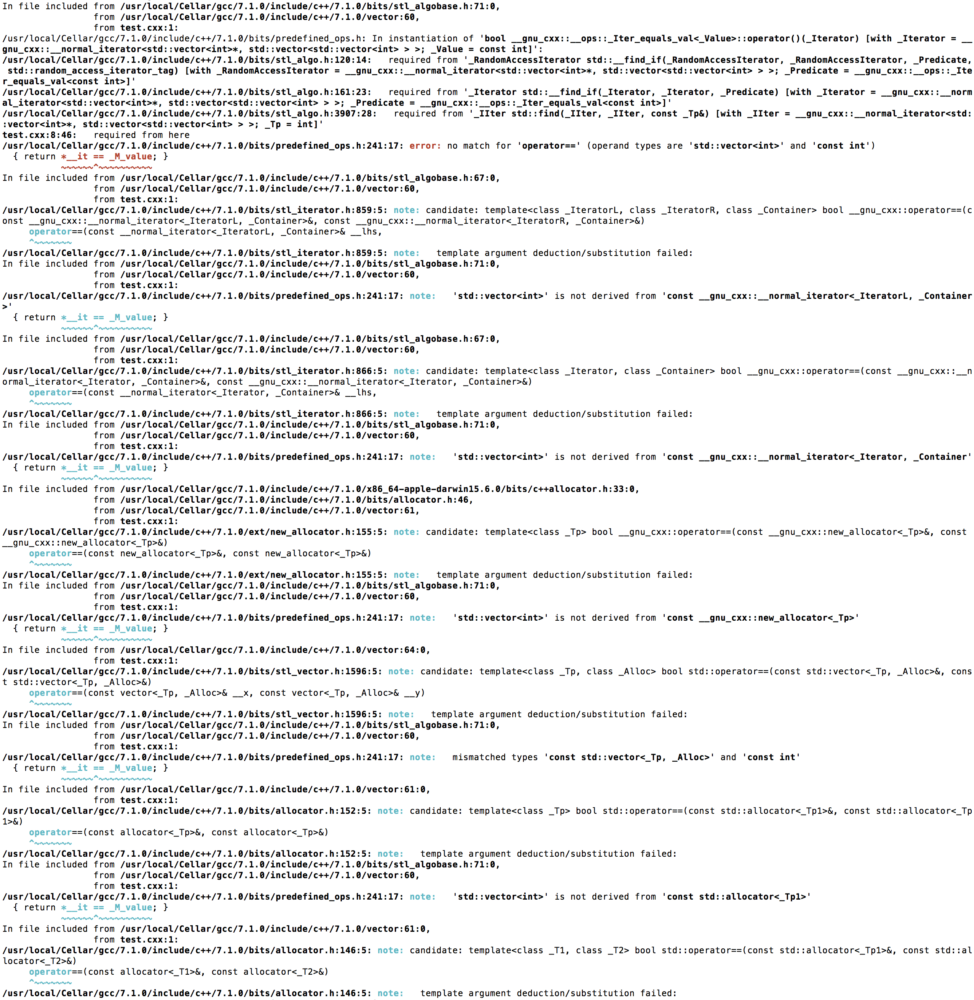 In file included from /usr/local/Cellar/gcc/7.1.0/include/c++/7.1.0/bits/stl_algobase.h:71:0,
                 from /usr/local/Cellar/gcc/7.1.0/include/c++/7.1.0/vector:60,
                 from test.cxx:1:
/usr/local/Cellar/gcc/7.1.0/include/c++/7.1.0/bits/predefined_ops.h: In instantiation of 'bool __gnu_cxx::__ops::_Iter_equals_val<_Value>::operator()(_Iterator) [with _Iterator = __
gnu_cxx::__normal_iterator<std::vector<int>*, std::vector<std::vector<int> > >; _Value = const int]':
/usr/local/Cellar/gcc/7.1.0/include/c++/7.1.0/bits/stl_algo.h:120:14:   required from '_RandomAccessIterator std::__find_if(_RandomAccessIterator, _RandomAccessIterator, _Predicate,
 std::random_access_iterator_tag) [with _RandomAccessIterator = __gnu_cxx::__normal_iterator<std::vector<int>*, std::vector<std::vector<int> > >; _Predicate = __gnu_cxx::__ops::_Ite
r_equals_val<const int>]'
/usr/local/Cellar/gcc/7.1.0/include/c++/7.1.0/bits/stl_algo.h:161:23:   required from '_Iterator std::__find_if(_Iterator, _Iterator, _Predicate) [with _Iterator = __gnu_cxx::__norm
al_iterator<std::vector<int>*, std::vector<std::vector<int> > >; _Predicate = __gnu_cxx::__ops::_Iter_equals_val<const int>]'
/usr/local/Cellar/gcc/7.1.0/include/c++/7.1.0/bits/stl_algo.h:3907:28:   required from '_IIter std::find(_IIter, _IIter, const _Tp&) [with _IIter = __gnu_cxx::__normal_iterator<std:
:vector<int>*, std::vector<std::vector<int> > >; _Tp = int]'
test.cxx:8:46:   required from here
/usr/local/Cellar/gcc/7.1.0/include/c++/7.1.0/bits/predefined_ops.h:241:17: error: no match for 'operator==' (operand types are 'std::vector<int>' and 'const int')
  { return *__it == _M_value; }
           ~~~~~~^~~~~~~~~~~
In file included from /usr/local/Cellar/gcc/7.1.0/include/c++/7.1.0/bits/stl_algobase.h:67:0,
                 from /usr/local/Cellar/gcc/7.1.0/include/c++/7.1.0/vector:60,
                 from test.cxx:1:
/usr/local/Cellar/gcc/7.1.0/include/c++/7.1.0/bits/stl_iterator.h:859:5: note: candidate: template<class _IteratorL, class _IteratorR, class _Container> bool __gnu_cxx::operator==(c
onst __gnu_cxx::__normal_iterator<_IteratorL, _Container>&, const __gnu_cxx::__normal_iterator<_IteratorR, _Container>&)
     operator==(const __normal_iterator<_IteratorL, _Container>& __lhs,
     ^~~~~~~~
/usr/local/Cellar/gcc/7.1.0/include/c++/7.1.0/bits/stl_iterator.h:859:5: note:   template argument deduction/substitution failed:
In file included from /usr/local/Cellar/gcc/7.1.0/include/c++/7.1.0/bits/stl_algobase.h:71:0,
                 from /usr/local/Cellar/gcc/7.1.0/include/c++/7.1.0/vector:60,
                 from test.cxx:1:
/usr/local/Cellar/gcc/7.1.0/include/c++/7.1.0/bits/predefined_ops.h:241:17: note:   'std::vector<int>' is not derived from 'const __gnu_cxx::__normal_iterator<_IteratorL, _Container
>'
  { return *__it == _M_value; }
           ~~~~~~^~~~~~~~~~~
In file included from /usr/local/Cellar/gcc/7.1.0/include/c++/7.1.0/bits/stl_algobase.h:67:0,
                 from /usr/local/Cellar/gcc/7.1.0/include/c++/7.1.0/vector:60,
                 from test.cxx:1:
/usr/local/Cellar/gcc/7.1.0/include/c++/7.1.0/bits/stl_iterator.h:866:5: note: candidate: template<class _Iterator, class _Container> bool __gnu_cxx::operator==(const __gnu_cxx::__n
ormal_iterator<_Iterator, _Container>&, const __gnu_cxx::__normal_iterator<_Iterator, _Container>&)
     operator==(const __normal_iterator<_Iterator, _Container>& __lhs,
     ^~~~~~~~
/usr/local/Cellar/gcc/7.1.0/include/c++/7.1.0/bits/stl_iterator.h:866:5: note:   template argument deduction/substitution failed:
In file included from /usr/local/Cellar/gcc/7.1.0/include/c++/7.1.0/bits/stl_algobase.h:71:0,
                 from /usr/local/Cellar/gcc/7.1.0/include/c++/7.1.0/vector:60,
                 from test.cxx:1:
/usr/local/Cellar/gcc/7.1.0/include/c++/7.1.0/bits/predefined_ops.h:241:17: note:   'std::vector<int>' is not derived from 'const __gnu_cxx::__normal_iterator<_Iterator, _Container'
  { return *__it == _M_value; }
           ~~~~~~^~~~~~~~~~~
In file included from /usr/local/Cellar/gcc/7.1.0/include/c++/7.1.0/x86_64-apple-darwin15.6.0/bits/c++allocator.h:33:0,
                 from /usr/local/Cellar/gcc/7.1.0/include/c++/7.1.0/bits/allocator.h:46,
                 from /usr/local/Cellar/gcc/7.1.0/include/c++/7.1.0/vector:61,
                 from test.cxx:1:
/usr/local/Cellar/gcc/7.1.0/include/c++/7.1.0/ext/new_allocator.h:155:5: note: candidate: template<class _Tp> bool __gnu_cxx::operator==(const __gnu_cxx::new_allocator<_Tp>&, const 
__gnu_cxx::new_allocator<_Tp>&)
     operator==(const new_allocator<_Tp>&, const new_allocator<_Tp>&)
     ^~~~~~~~
/usr/local/Cellar/gcc/7.1.0/include/c++/7.1.0/ext/new_allocator.h:155:5: note:   template argument deduction/substitution failed:
In file included from /usr/local/Cellar/gcc/7.1.0/include/c++/7.1.0/bits/stl_algobase.h:71:0,
                 from /usr/local/Cellar/gcc/7.1.0/include/c++/7.1.0/vector:60,
                 from test.cxx:1:
/usr/local/Cellar/gcc/7.1.0/include/c++/7.1.0/bits/predefined_ops.h:241:17: note:   'std::vector<int>' is not derived from 'const __gnu_cxx::new_allocator<_Tp>'
  { return *__it == _M_value; }
           ~~~~~~^~~~~~~~~~~
In file included from /usr/local/Cellar/gcc/7.1.0/include/c++/7.1.0/vector:64:0,
                 from test.cxx:1:
/usr/local/Cellar/gcc/7.1.0/include/c++/7.1.0/bits/stl_vector.h:1596:5: note: candidate: template<class _Tp, class _Alloc> bool std::operator==(const std::vector<_Tp, _Alloc>&, cons
t std::vector<_Tp, _Alloc>&)
     operator==(const vector<_Tp, _Alloc>& __x, const vector<_Tp, _Alloc>& __y)
     ^~~~~~~~
/usr/local/Cellar/gcc/7.1.0/include/c++/7.1.0/bits/stl_vector.h:1596:5: note:   template argument deduction/substitution failed:
In file included from /usr/local/Cellar/gcc/7.1.0/include/c++/7.1.0/bits/stl_algobase.h:71:0,
                 from /usr/local/Cellar/gcc/7.1.0/include/c++/7.1.0/vector:60,
                 from test.cxx:1:
/usr/local/Cellar/gcc/7.1.0/include/c++/7.1.0/bits/predefined_ops.h:241:17: note:   mismatched types 'const std::vector<_Tp, _Alloc>' and 'const int'
  { return *__it == _M_value; }
           ~~~~~~^~~~~~~~~~~
In file included from /usr/local/Cellar/gcc/7.1.0/include/c++/7.1.0/vector:61:0,
                 from test.cxx:1:
/usr/local/Cellar/gcc/7.1.0/include/c++/7.1.0/bits/allocator.h:152:5: note: candidate: template<class _Tp> bool std::operator==(const std::allocator<_Tp1>&, const std::allocator<_Tp
1>&)
     operator==(const allocator<_Tp>&, const allocator<_Tp>&)
     ^~~~~~~~
/usr/local/Cellar/gcc/7.1.0/include/c++/7.1.0/bits/allocator.h:152:5: note:   template argument deduction/substitution failed:
In file included from /usr/local/Cellar/gcc/7.1.0/include/c++/7.1.0/bits/stl_algobase.h:71:0,
                 from /usr/local/Cellar/gcc/7.1.0/include/c++/7.1.0/vector:60,
                 from test.cxx:1:
/usr/local/Cellar/gcc/7.1.0/include/c++/7.1.0/bits/predefined_ops.h:241:17: note:   'std::vector<int>' is not derived from 'const std::allocator<_Tp1>'
  { return *__it == _M_value; }
           ~~~~~~^~~~~~~~~~~
In file included from /usr/local/Cellar/gcc/7.1.0/include/c++/7.1.0/vector:61:0,
                 from test.cxx:1:
/usr/local/Cellar/gcc/7.1.0/include/c++/7.1.0/bits/allocator.h:146:5: note: candidate: template<class _T1, class _T2> bool std::operator==(const std::allocator<_Tp1>&, const std::al
locator<_T2>&)
     operator==(const allocator<_T1>&, const allocator<_T2>&)
     ^~~~~~~~
/usr/local/Cellar/gcc/7.1.0/include/c++/7.1.0/bits/allocator.h:146:5: note:   template argument deduction/substitution failed: